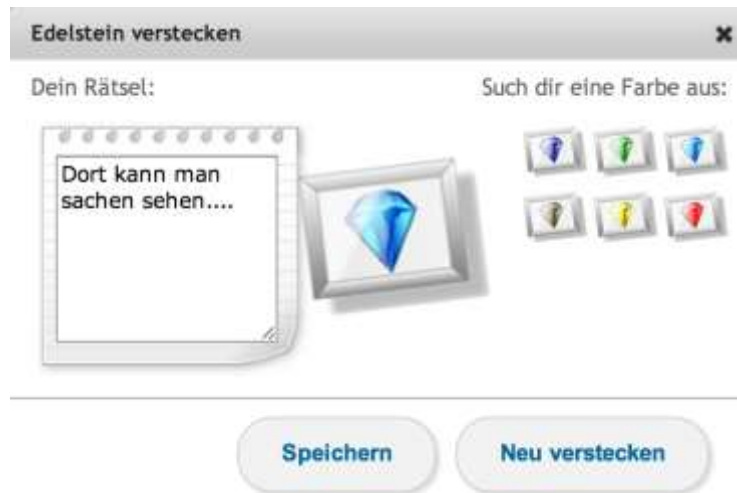 Edelstein verstecken
Dein Rätsel:
Such dir eine Farbe aus:
Dort kann man
sachen sehen....
Speichern
Neu verstecken